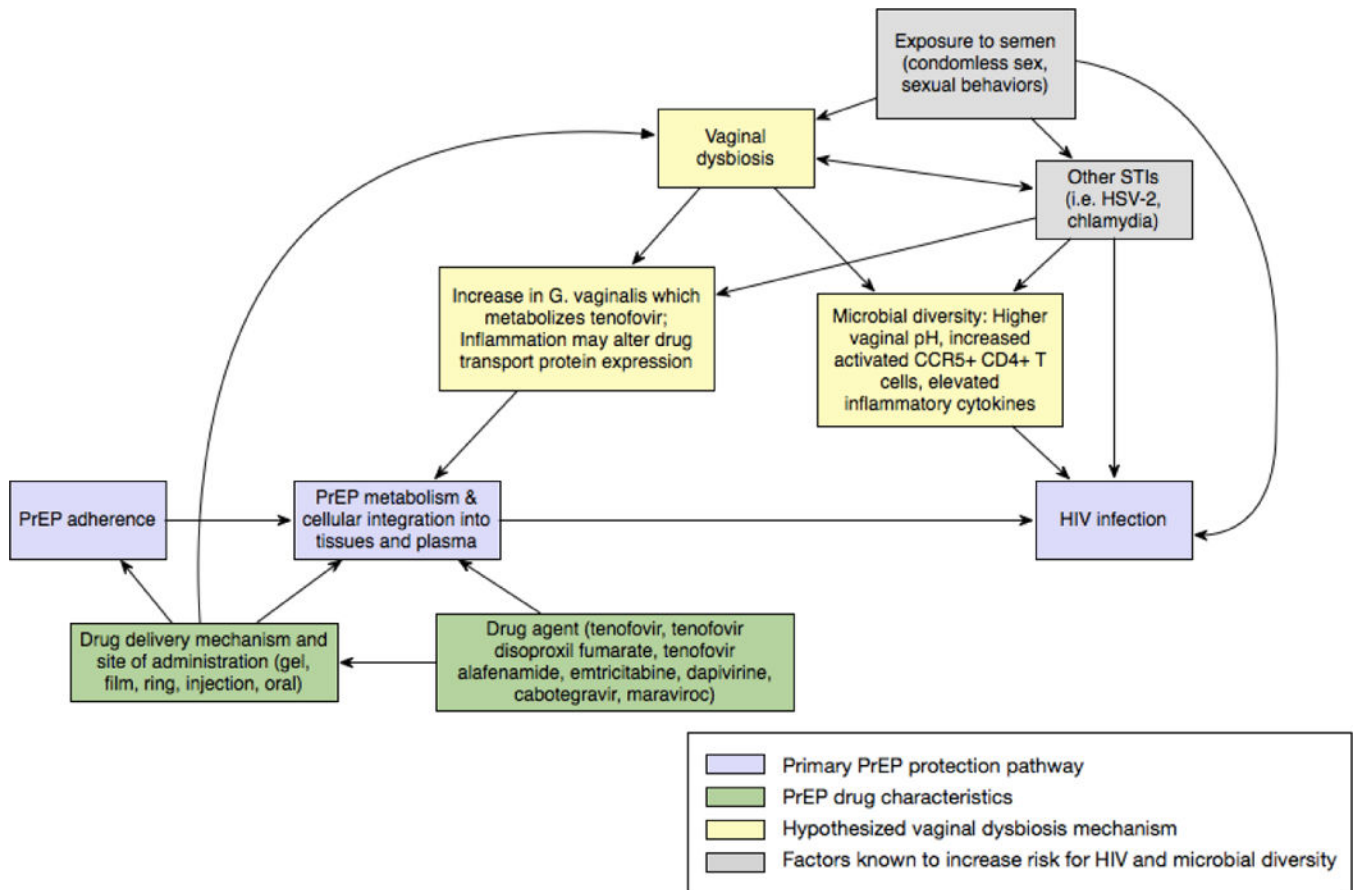 Exposure to semen
(condomless sex,
sexual behaviors)
Vaginal
dysbiosis
Other STIs
(i.e. HSV-2,
chlamydia)
Increase in G. vaginalis which
metabolizes tenofovir;
Inflammation may alter drug
transport protein expression
Microbial diversity: Higher
vaginal pH, increased
activated CCR5+ CD4+ T
cells, elevated
inflammatory cytokines
PrEP adherence
PrEP metabolism &
cellular integration into
tissues and plasma
HIV infection
Drug delivery mechanism and
site of administration (gel,
film, ring, injection, oral)
Drug agent (tenofovir, tenofovir
disoproxil fumarate, tenofovir
alafenamide, emtricitabine, dapivirine,
cabotegravir, maraviroc)
Primary PrEP protection pathway
PrEP drug characteristics
Hypothesized vaginal dysbiosis mechanism
Factors known to increase risk for HIV and microbial diversity